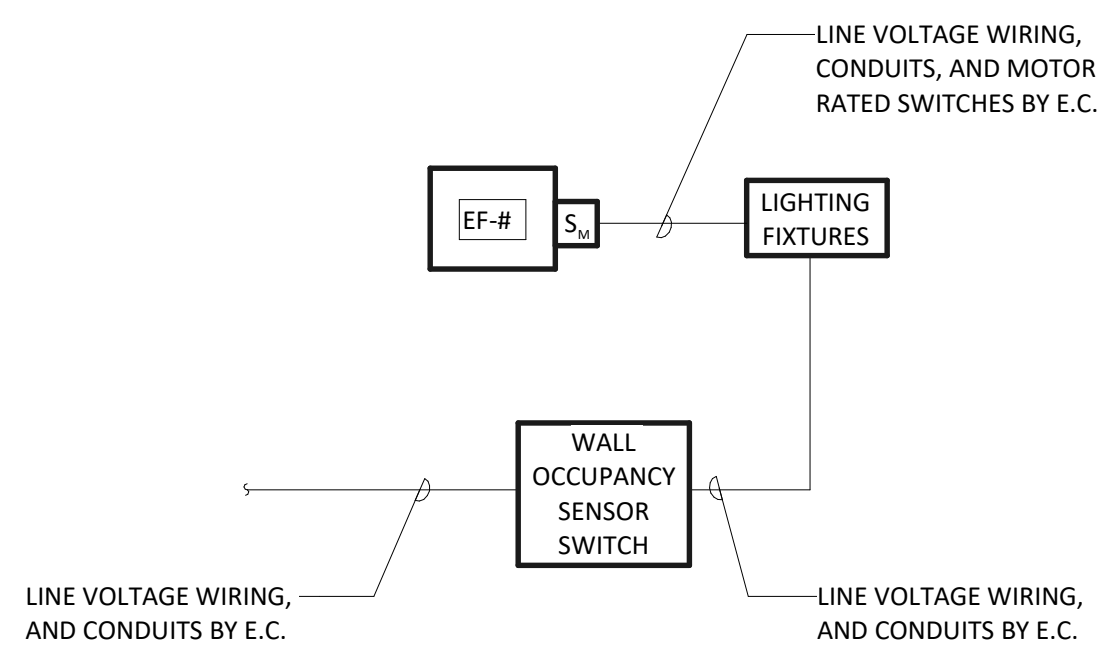 LINE VOLTAGE WIRING,
CONDUITS, AND MOTOR
RATED SWITCHES BY E.C.
EF-#
SM
LIGHTING
FIXTURES
WALL
OCCUPANCY
SENSOR
SWITCH
LINE VOLTAGE WIRING,
AND CONDUITS BY E.C.
LINE VOLTAGE WIRING,
AND CONDUITS BY E.C.